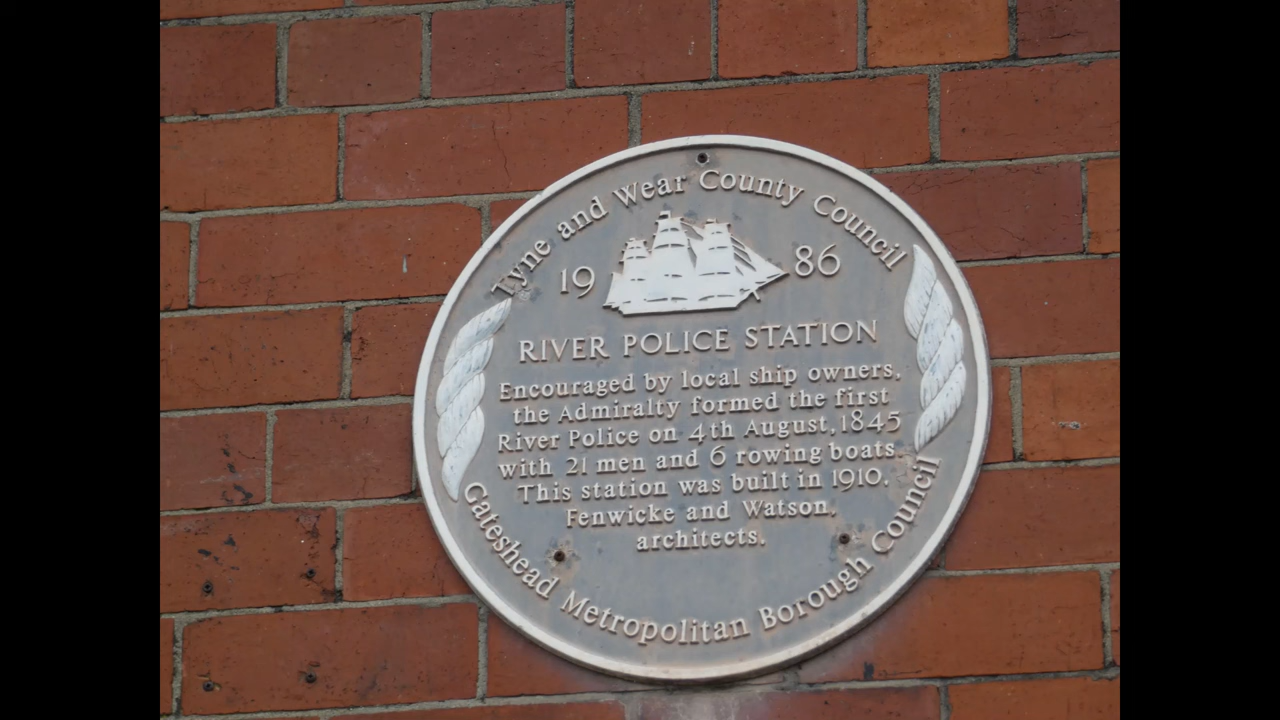 Tyne and Wear County Council
19 86
RIVER POLICE STATION
Encouraged by local ship owners,
the Admiralty formed the first
River Police on 4th August, 1845
with 21 men and 6 rowing boats.
This station was built in 1910.
Fenwicke and Watson,
architects.
Gateshead Metropolitan Borough Council